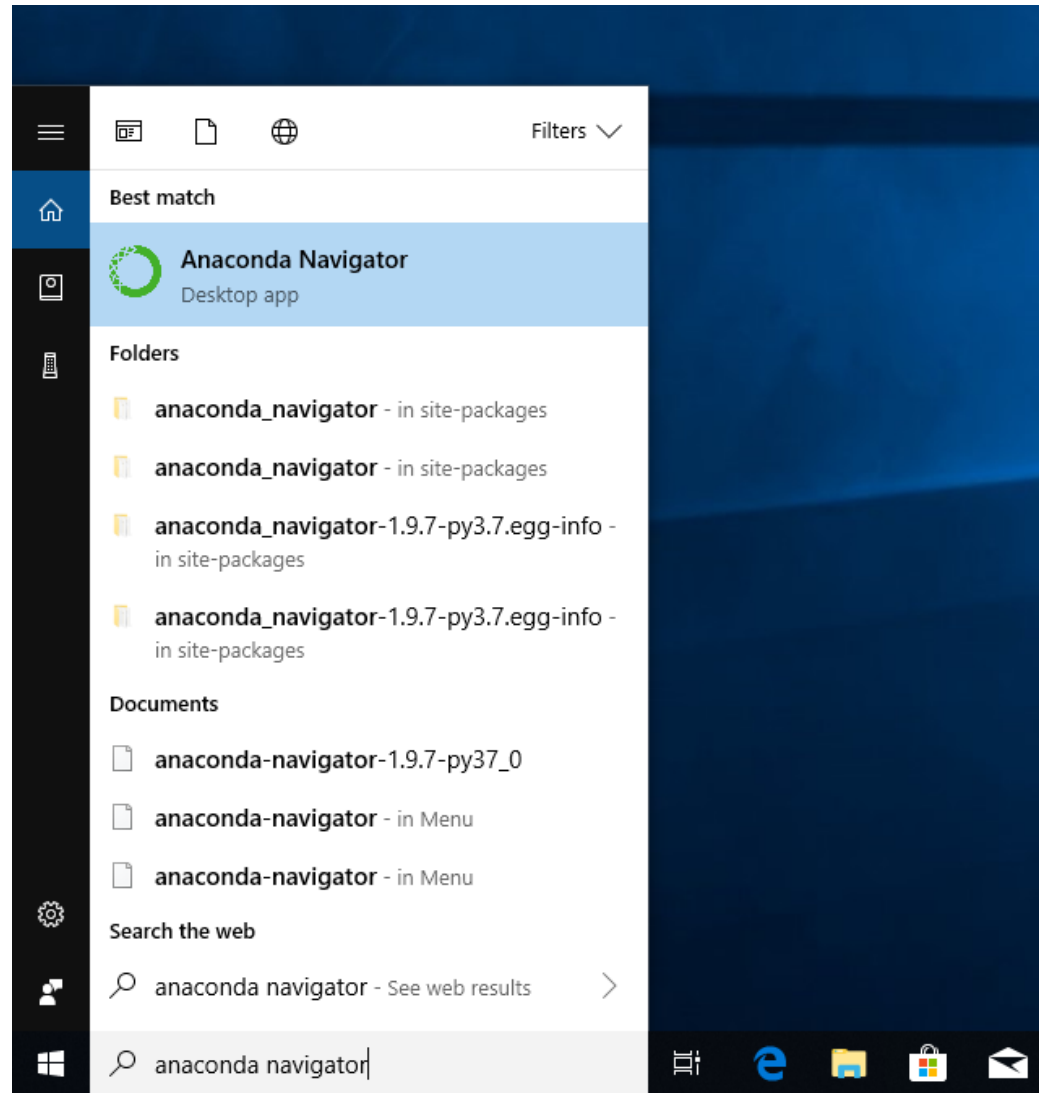 Filters
Best match
Anaconda Navigator
Desktop app
Folders
anaconda_navigator - in site-packages
anaconda_navigator - in site-packages
anaconda_navigator-1.9.7-py3.7.egg-info -
in site-packages
anaconda_navigator-1.9.7-py3.7.egg-info -
in site-packages
Documents
anaconda-navigator-1.9.7-py37_0
anaconda-navigator - in Menu
anaconda-navigator - in Menu
Search the web
anaconda navigator - See web results
anaconda navigator